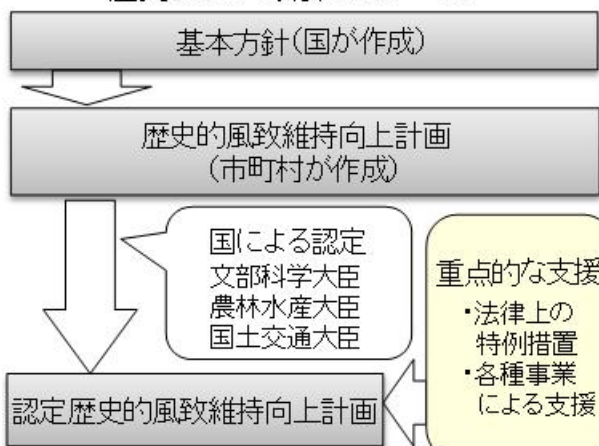 基本方針(国が作成)
歴史的風致維持向上計画
(市町村が作成)
国による認定
文部科学大臣
農林水産大臣
国土交通大臣
重点的な支援
・法律上の
特例措置
・各種事業
による支援
認定歴史的風致維持向上計画